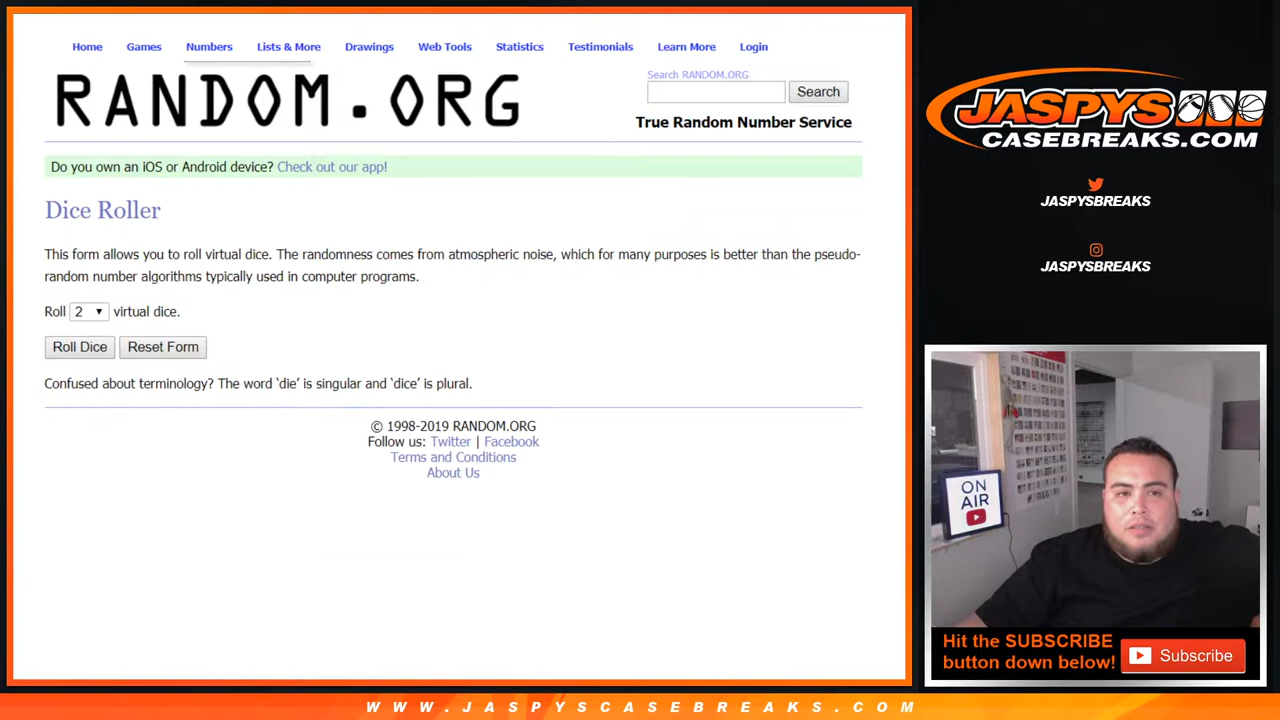 Home Games Numbers Lists & More Drawings Web Tools Statistics Testimonials Learn More Login
RANDOM.ORG
Search RANDOM.ORG
Search
True Random Number Service
Do you own an iOS or Android device? Check out our app!
Dice Roller
This form allows you to roll virtual dice. The randomness comes from atmospheric noise, which for many purposes is better than the pseudo-
random number algorithms typically used in computer programs.
Roll 2 virtual dice.
Roll Dice Reset Form
Confused about terminology? The word ‘die’ is singular and ‘dice’ is plural.
© 1998-2019 RANDOM.ORG
Follow us: Twitter | Facebook
Terms and Conditions
About Us
JASPYS
CASEBREAKS.COM
JASPYSBREAKS
JASPYSBREAKS
ON
AIR
Hit the SUBSCRIBE
button down below!
Subscribe
WWW.JASPYSCASEBREAKS.COM